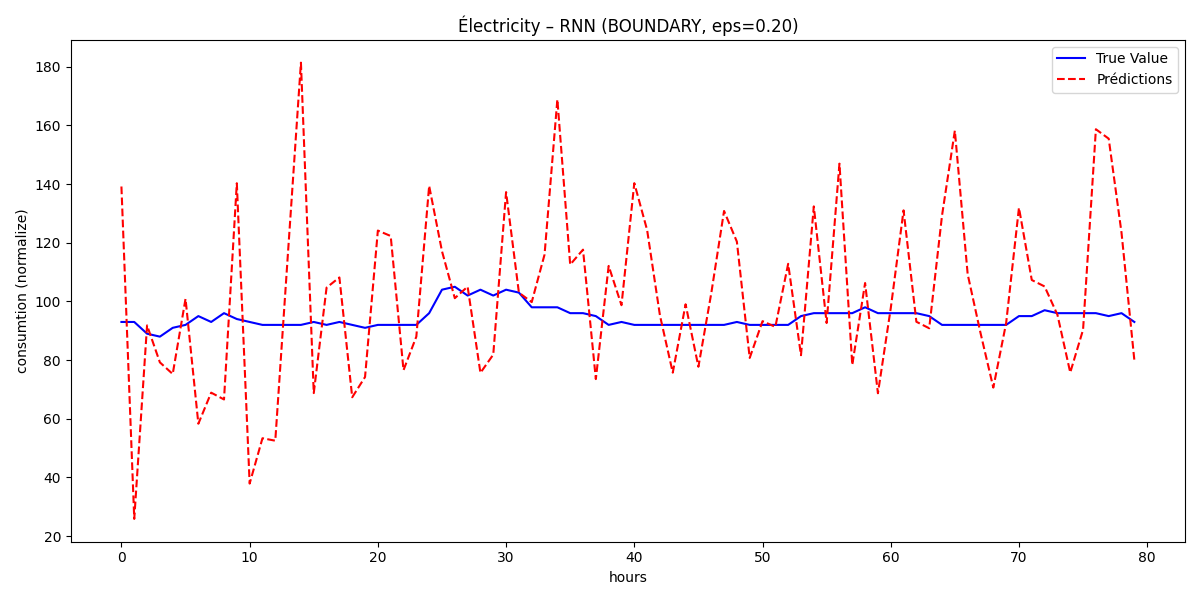 Électricity – RNN (BOUNDARY, eps=0.20)
True Value
Prédictions
consumtion (normalize)
180
160
140
120
100
80
60
40
20
0 10 20 30 40 50 60 70 80
hours